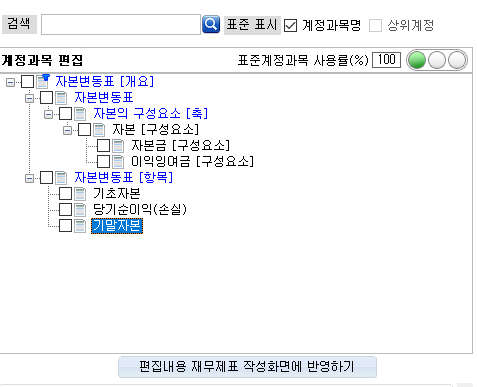 검색 표준 표시 계정과목명 상위계정
계정과목 편집 표준계정과목 사용률(%) 100
자본변동표 [개요]
자본변동표
자본의 구성요소 [축]
자본 [구성요소]
자본금 [구성요소]
이익잉여금 [구성요소]
자본변동표 [항목]
기초자본
당기순이익(손실)
기말자본
편집내용 재무제표 작성화면에 반영하기